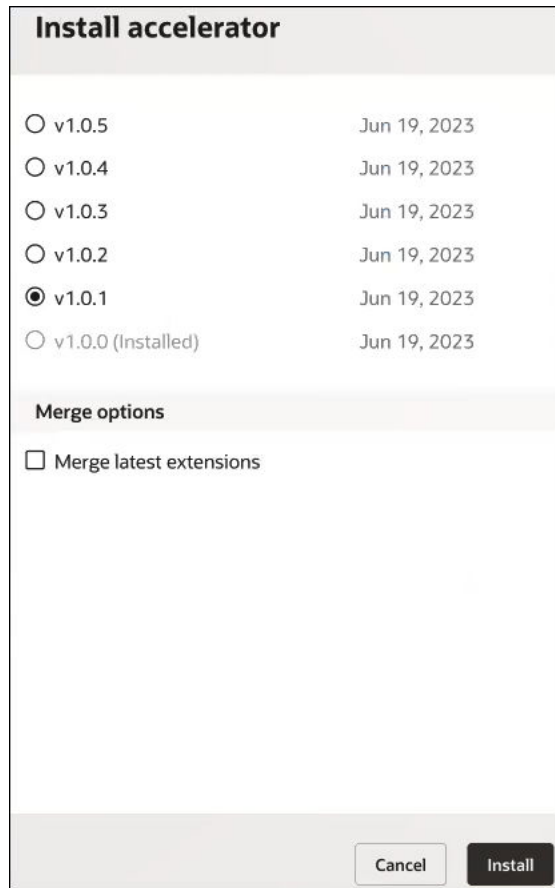 Install accelerator
v1.0.5 Jun 19, 2023
v1.0.4 Jun 19, 2023
v1.0.3 Jun 19, 2023
v1.0.2 Jun 19, 2023
v1.0.1 Jun 19, 2023
v1.0.0 (Installed) Jun 19, 2023
Merge options
Merge latest extensions
Cancel Install